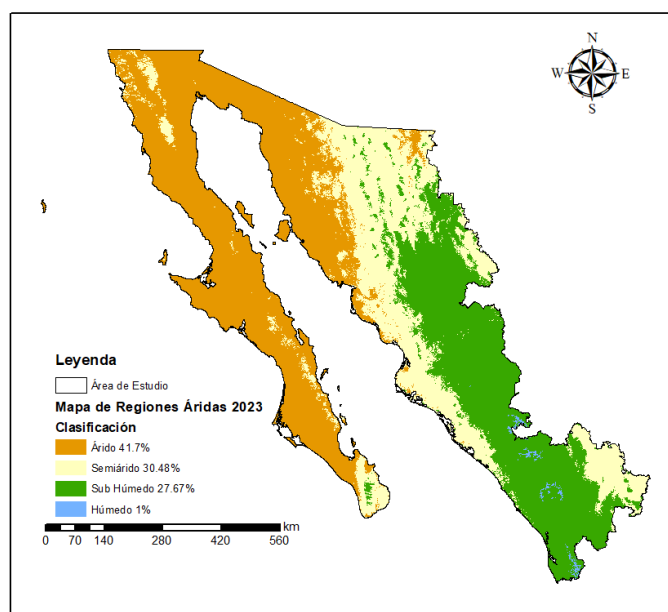 N
W E
S
Leyenda
Área de Estudio
Mapa de Regiones Áridas 2023
Clasificación
Árido 41.7%
Semiárido 30.48%
Sub Húmedo 27.67%
Húmedo 1%
km
0 70 140 280 420 560